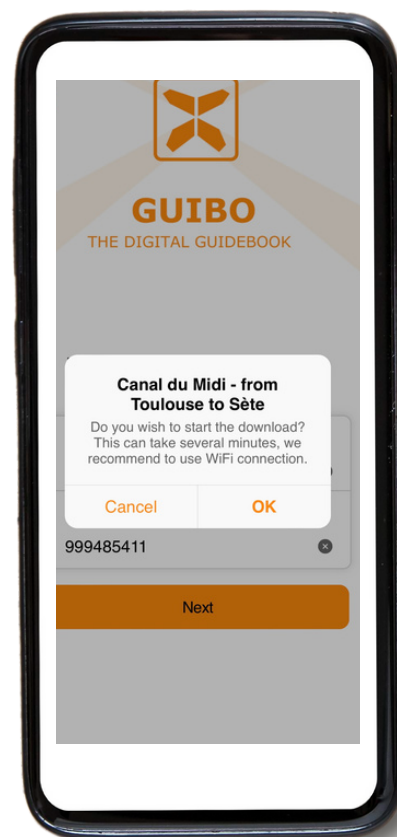 GUIBO
THE DIGITAL GUIDEBOOK
Canal du Midi - from
Toulouse to Sète
Do you wish to start the download?
This can take several minutes, we
recommend to use WiFi connection.
Cancel
OK
999485411
Next